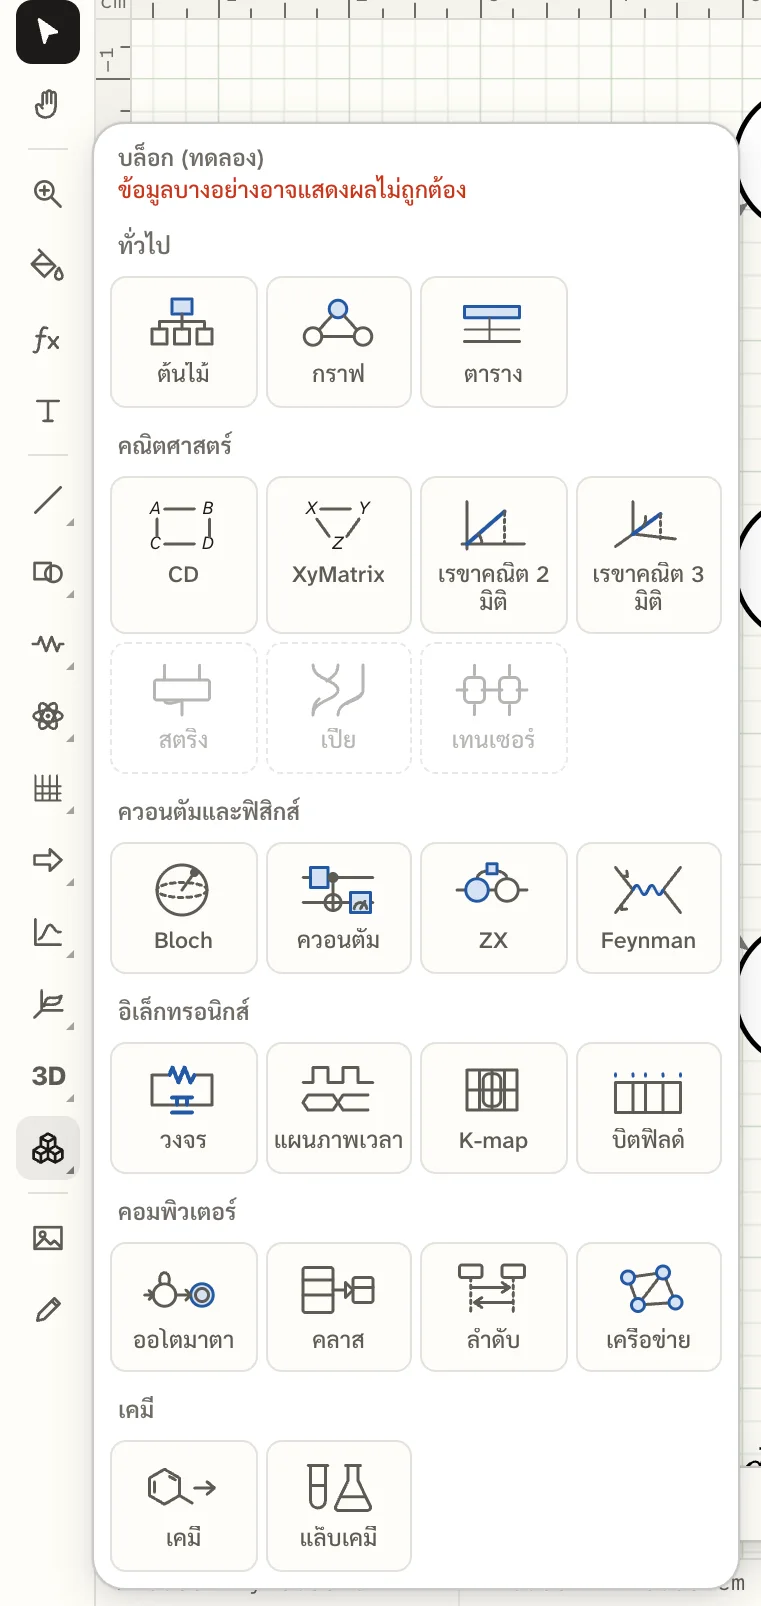 cm
-1
บล็อก (ทดลอง)
ข้อมูลบางอย่างอาจแสดงผลไม่ถูกต้อง
ทั่วไป
ต้นไม้
กราฟ
ตาราง
fx
T
คณิตศาสตร์
A B
C D
CD
X Y
Z
XyMatrix
เรขาคณิต 2
มิติ
เรขาคณิต 3
มิติ
สตริง
เปีย
เทนเซอร์
ควอนตัมและฟิสิกส์
Bloch
ควอนตัม
ZX
Feynman
อิเล็กทรอนิกส์
3D
วงจร
แผนภาพเวลา
K-map
บิตฟิลด์
คอมพิวเตอร์
ออโตมาตา
คลาส
ลำดับ
เครือข่าย
เคมี
เคมี
แล็บเคมี